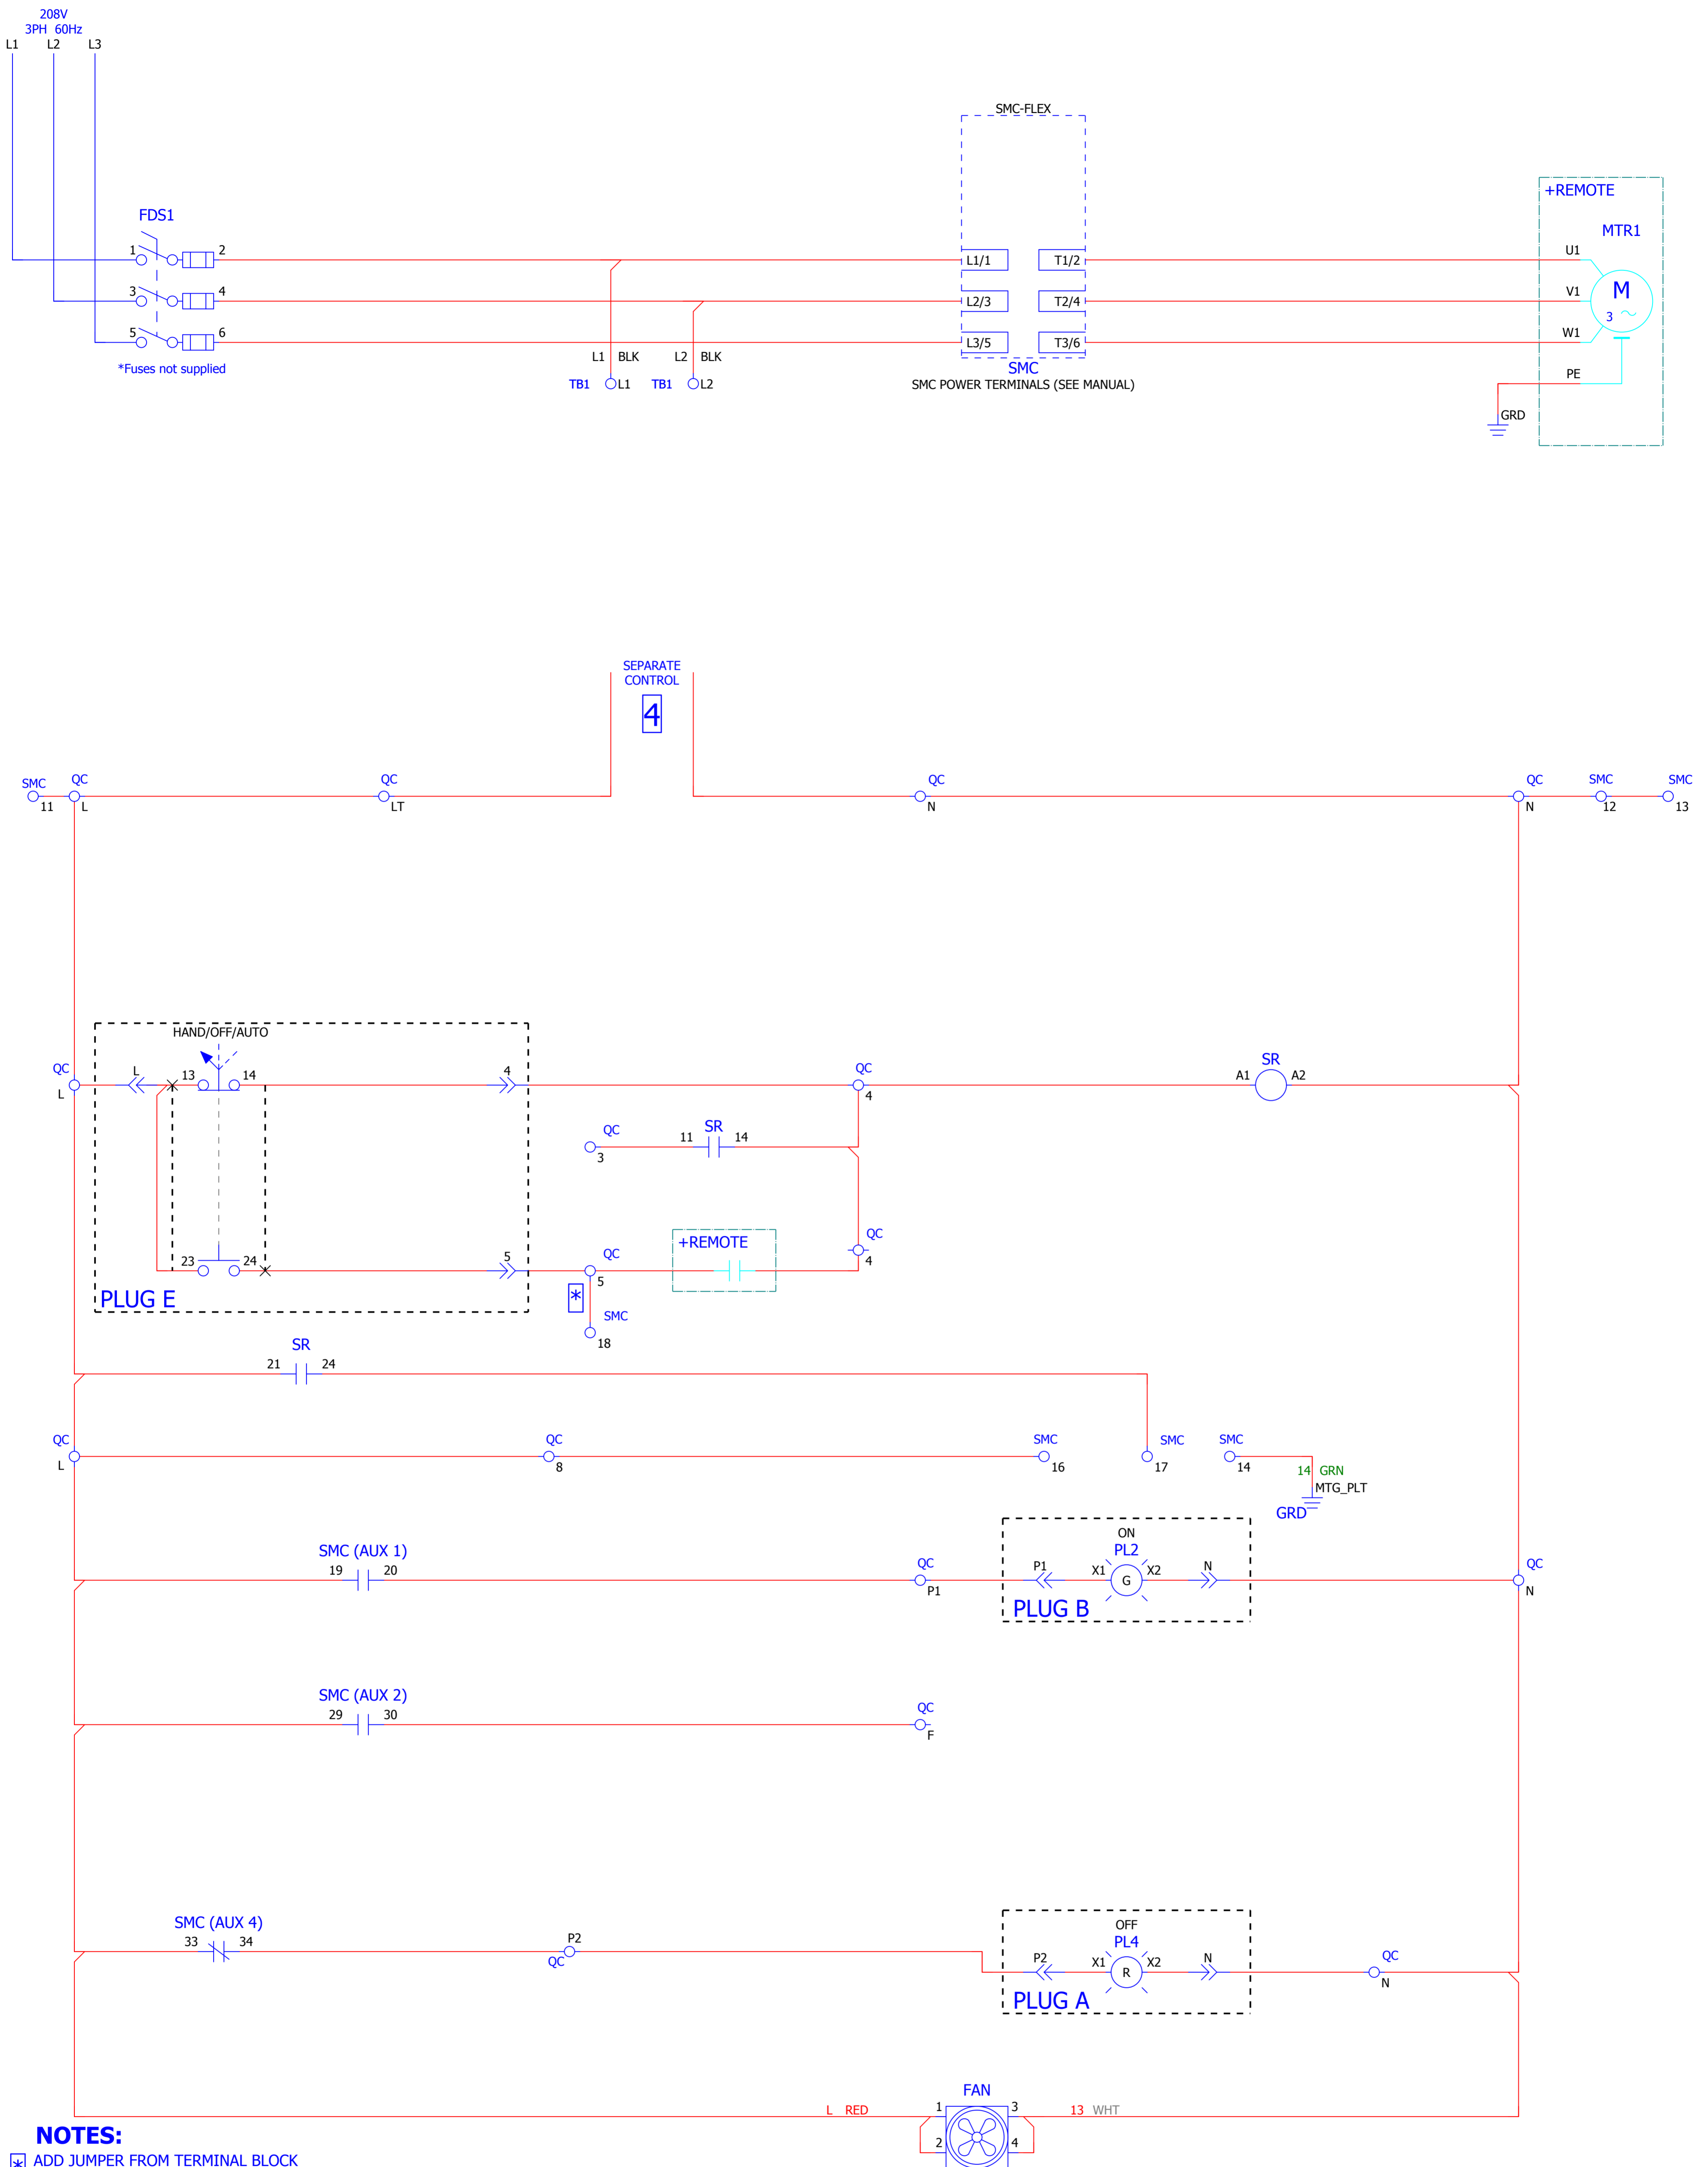 208V
3PH 60Hz
L1 L2 L3
SMC-FLEX
+REMOTE
FDS1
MTR1
1 2 L1/1 T1/2 U1
3 4 L2/3 T2/4 V1 M
3
5 6 L3/5 T3/6 W1
*Fuses not supplied
L1 BLK L2 BLK
SMC
TB1 L1 TB1 L2
SMC POWER TERMINALS (SEE MANUAL)
PE
GRD
SEPARATE
CONTROL
4
SMC QC QC QC QC SMC SMC
11 L LT N N 12 13
HAND/OFF/AUTO
QC L 13 14 4 QC SR
A1 A2
L 4
QC SR
11 14
3
+REMOTE QC
23 24 5 QC
5 4
PLUG E
*
SMC
18
SR
21 24
QC QC SMC SMC SMC
L 8 16 17 14
14 GRN
MTG_PLT
GRD
ON
SMC (AUX 1) PL2
19 20 QC P1 X1 G X2 N QC
P1 N
PLUG B
SMC (AUX 2)
29 30 QC
F
OFF
SMC (AUX 4) PL4
33 34 P2
QC
P2 X1 R X2 N QC
N
PLUG A
FAN
L RED 1 3 13 WHT
2 4
NOTES:
* ADD JUMPER FROM TERMINAL BLOCK